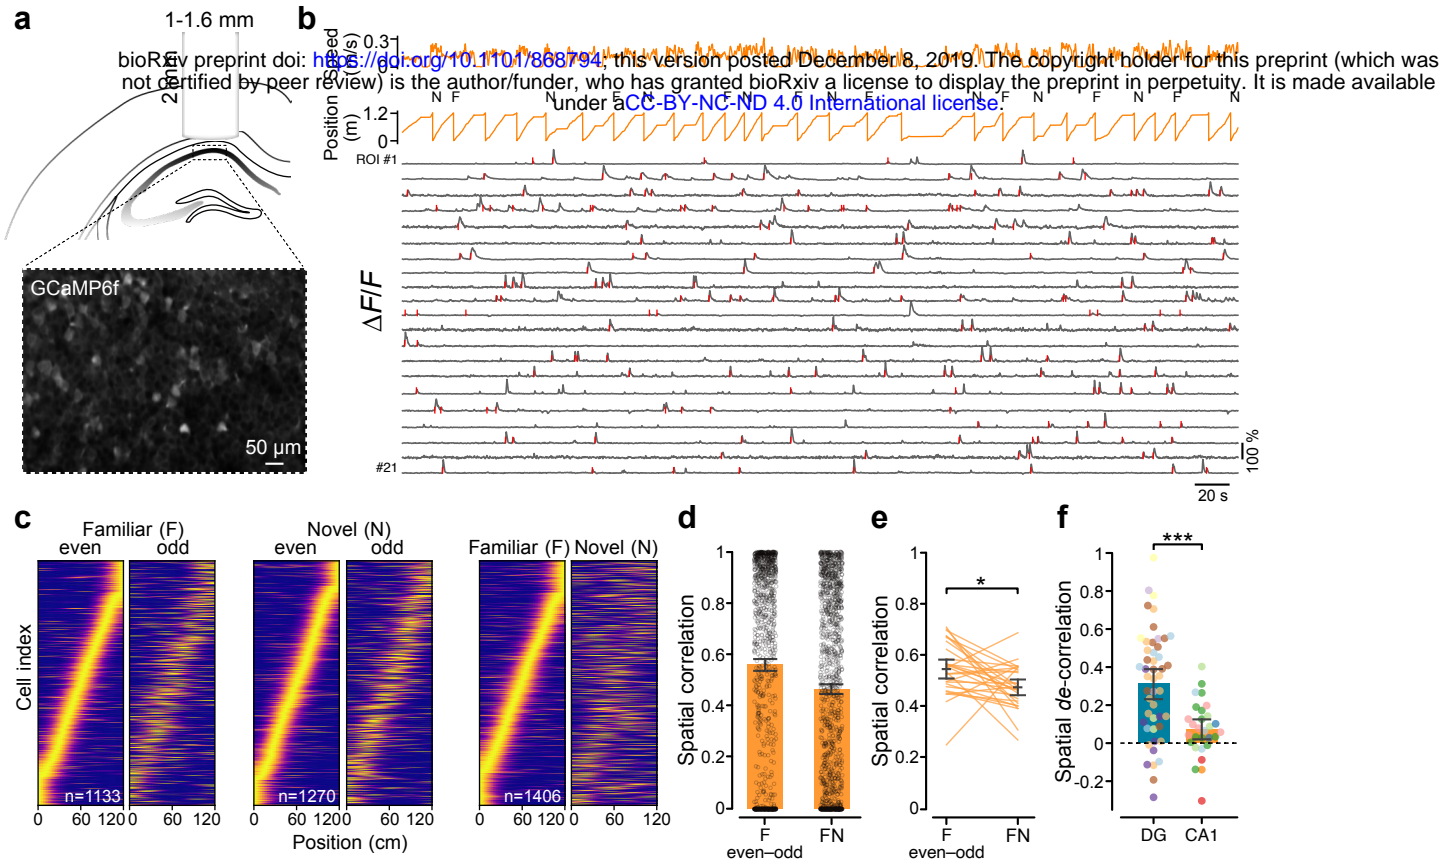 a
1-1.6 mm
b
2 mm
GCaMP6f
50 µm
Speed
(m/s)
0.3
0
bioRxiv preprint doi: https://doi.org/10.1101/868794; this version posted December 8, 2019. The copyright holder for this preprint (which was
not certified by peer review) is the author/funder, who has granted bioRxiv a license to display the preprint in perpetuity. It is made available
under aCC-BY-NC-ND 4.0 International license.
N F N F N F N F N F N F N
Position
(m)
1.2
0
ROI #1
ΔF/F
#21
100 %
20 s
c
Familiar (F)
even odd
Novel (N)
even odd
Familiar (F) Novel (N)
Cell index
n=1133
n=1270
n=1406
0 60 120 0 60 120
0 60 120 0 60 120
0 60 120 0 60 120
Position (cm)
d
Spatial correlation
1
0.8
0.6
0.4
0.2
0
F
even–odd
FN
e
Spatial correlation
1
0.8
0.6
0.4
0.2
0
*
F
even–odd
FN
f
Spatial de-correlation
1
0.8
0.6
0.4
0.2
0
-0.2
***
DG CA1